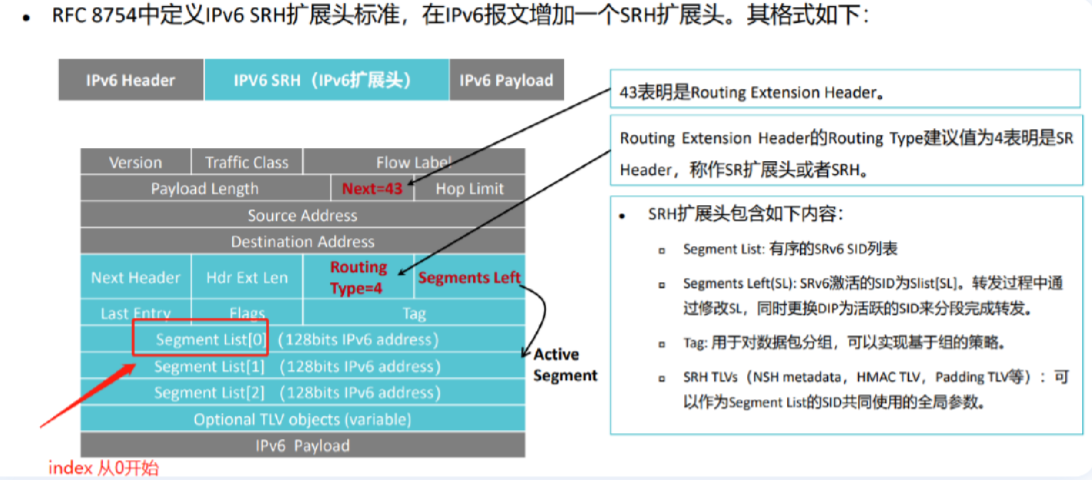 • RFC 8754中定义IPv6 SRH扩展头标准，在IPv6报文增加一个SRH扩展头。其格式如下：
IPv6 Header IPV6 SRH（IPv6扩展头） IPv6 Payload
43表明是Routing Extension Header。
Routing Extension Header的Routing Type建议值为4表明是SR
Header，称作SR扩展头或者SRH。
Version Traffic Class Flow Label
Payload Length Next=43 Hop Limit
Source Address
Destination Address
Next Header Hdr Ext Len Routing
Type=4 Segments Left
Last Entry Flags Tag
Segment List[0] (128bits IPv6 address)
Segment List[1] (128bits IPv6 address)
Segment List[2] (128bits IPv6 address)
Optional TLV objects (variable)
IPv6 Payload
Active
Segment
index 从0开始
• SRH扩展头包含如下内容：
Segment List: 有序的SRv6 SID列表
Segments Left(SL): SRv6激活的SID为Slist[SL]。转发过程中通
过修改SL，同时更换DIP为活跃的SID来分段完成转发。
Tag: 用于对数据包分组，可以实现基于组的策略。
SRH TLVs（NSH metadata，HMAC TLV，Padding TLV等）：可
以作为Segment List的SID共同使用的全局参数。